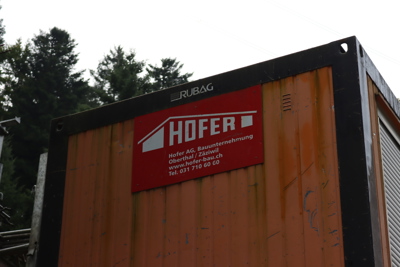 RUBAG
HOFER
Hofer AG, Bauunternehmung
Oberthal / Zäziwil
www.hofer-bau.ch
Tel. 031 710 60 60